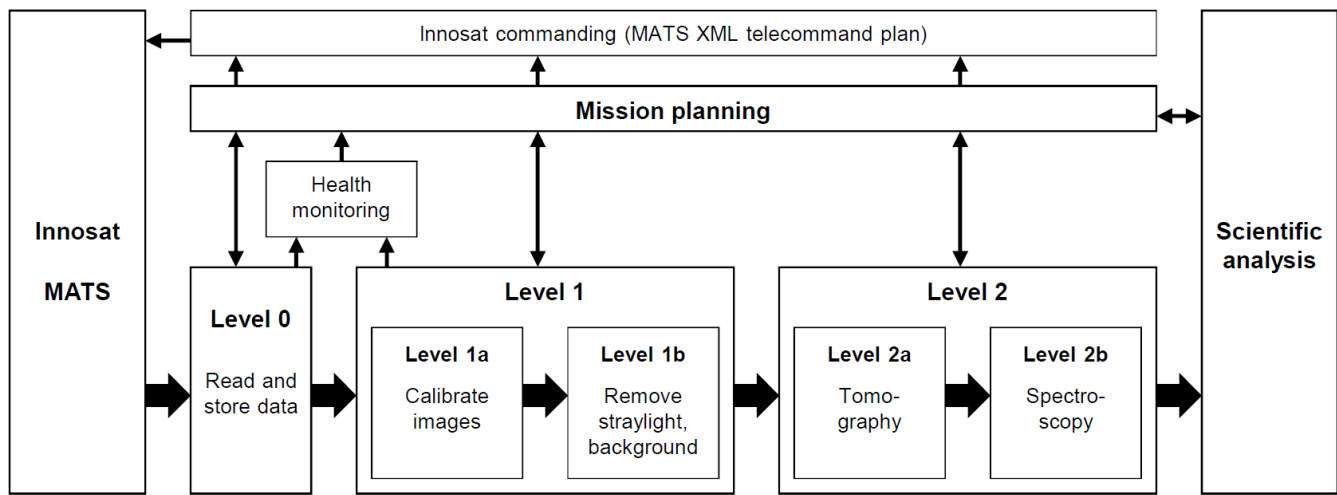 Innosat commanding (MATS XML telecommand plan)
Mission planning
Health
monitoring
Innosat
MATS
Scientific
analysis
Level 0
Read and
store data
Level 1
Level 1a
Calibrate
images
Level 1b
Remove
straylight,
background
Level 2
Level 2a
Tomo-
graphy
Level 2b
Spectro-
scopy